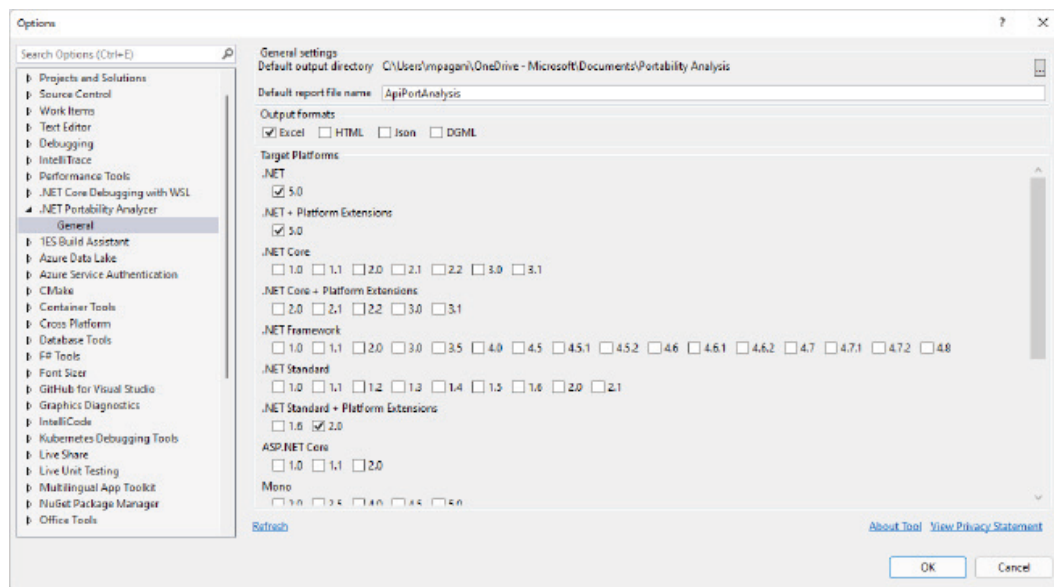 Options ? ×
Search Options (Ctrl+E)
Projects and Solutions
Source Control
Work Items
Text Editor
Debugging
IntelliTrace
Performance Tools
.NET Core Debugging with WSL
.NET Portability Analyzer
General
1ES Build Assistant
Azure Data Lake
Azure Service Authentication
CMake
Container Tools
Cross Platform
Database Tools
F# Tools
Font Sizer
GitHub for Visual Studio
Graphics Diagnostics
IntelliCode
Kubernetes Debugging Tools
Live Share
Live Unit Testing
Multilingual App Toolkit
NuGet Package Manager
Office Tools
General settings
Default output directory C:\Users\mpagani\OneDrive - Microsoft\Documents\Portability Analysis ...
Default report file name ApiPortAnalysis
Output formats
Excel HTML Json DGML
Target Platforms
.NET
5.0
.NET + Platform Extensions
5.0
.NET Core
1.0 1.1 2.0 2.1 2.2 3.0 3.1
.NET Core + Platform Extensions
2.0 2.1 2.2 3.0 3.1
.NET Framework
1.0 1.1 2.0 3.0 3.5 4.0 4.5 4.5.1 4.5.2 4.6 4.6.1 4.6.2 4.7 4.7.1 4.7.2 4.8
.NET Standard
1.0 1.1 1.2 1.3 1.4 1.5 1.6 2.0 2.1
.NET Standard + Platform Extensions
1.6 2.0
ASP.NET Core
1.0 1.1 2.0
Mono
2.0 3.5 4.0 4.5 5.0
Refresh About Tool View Privacy Statement
OK Cancel